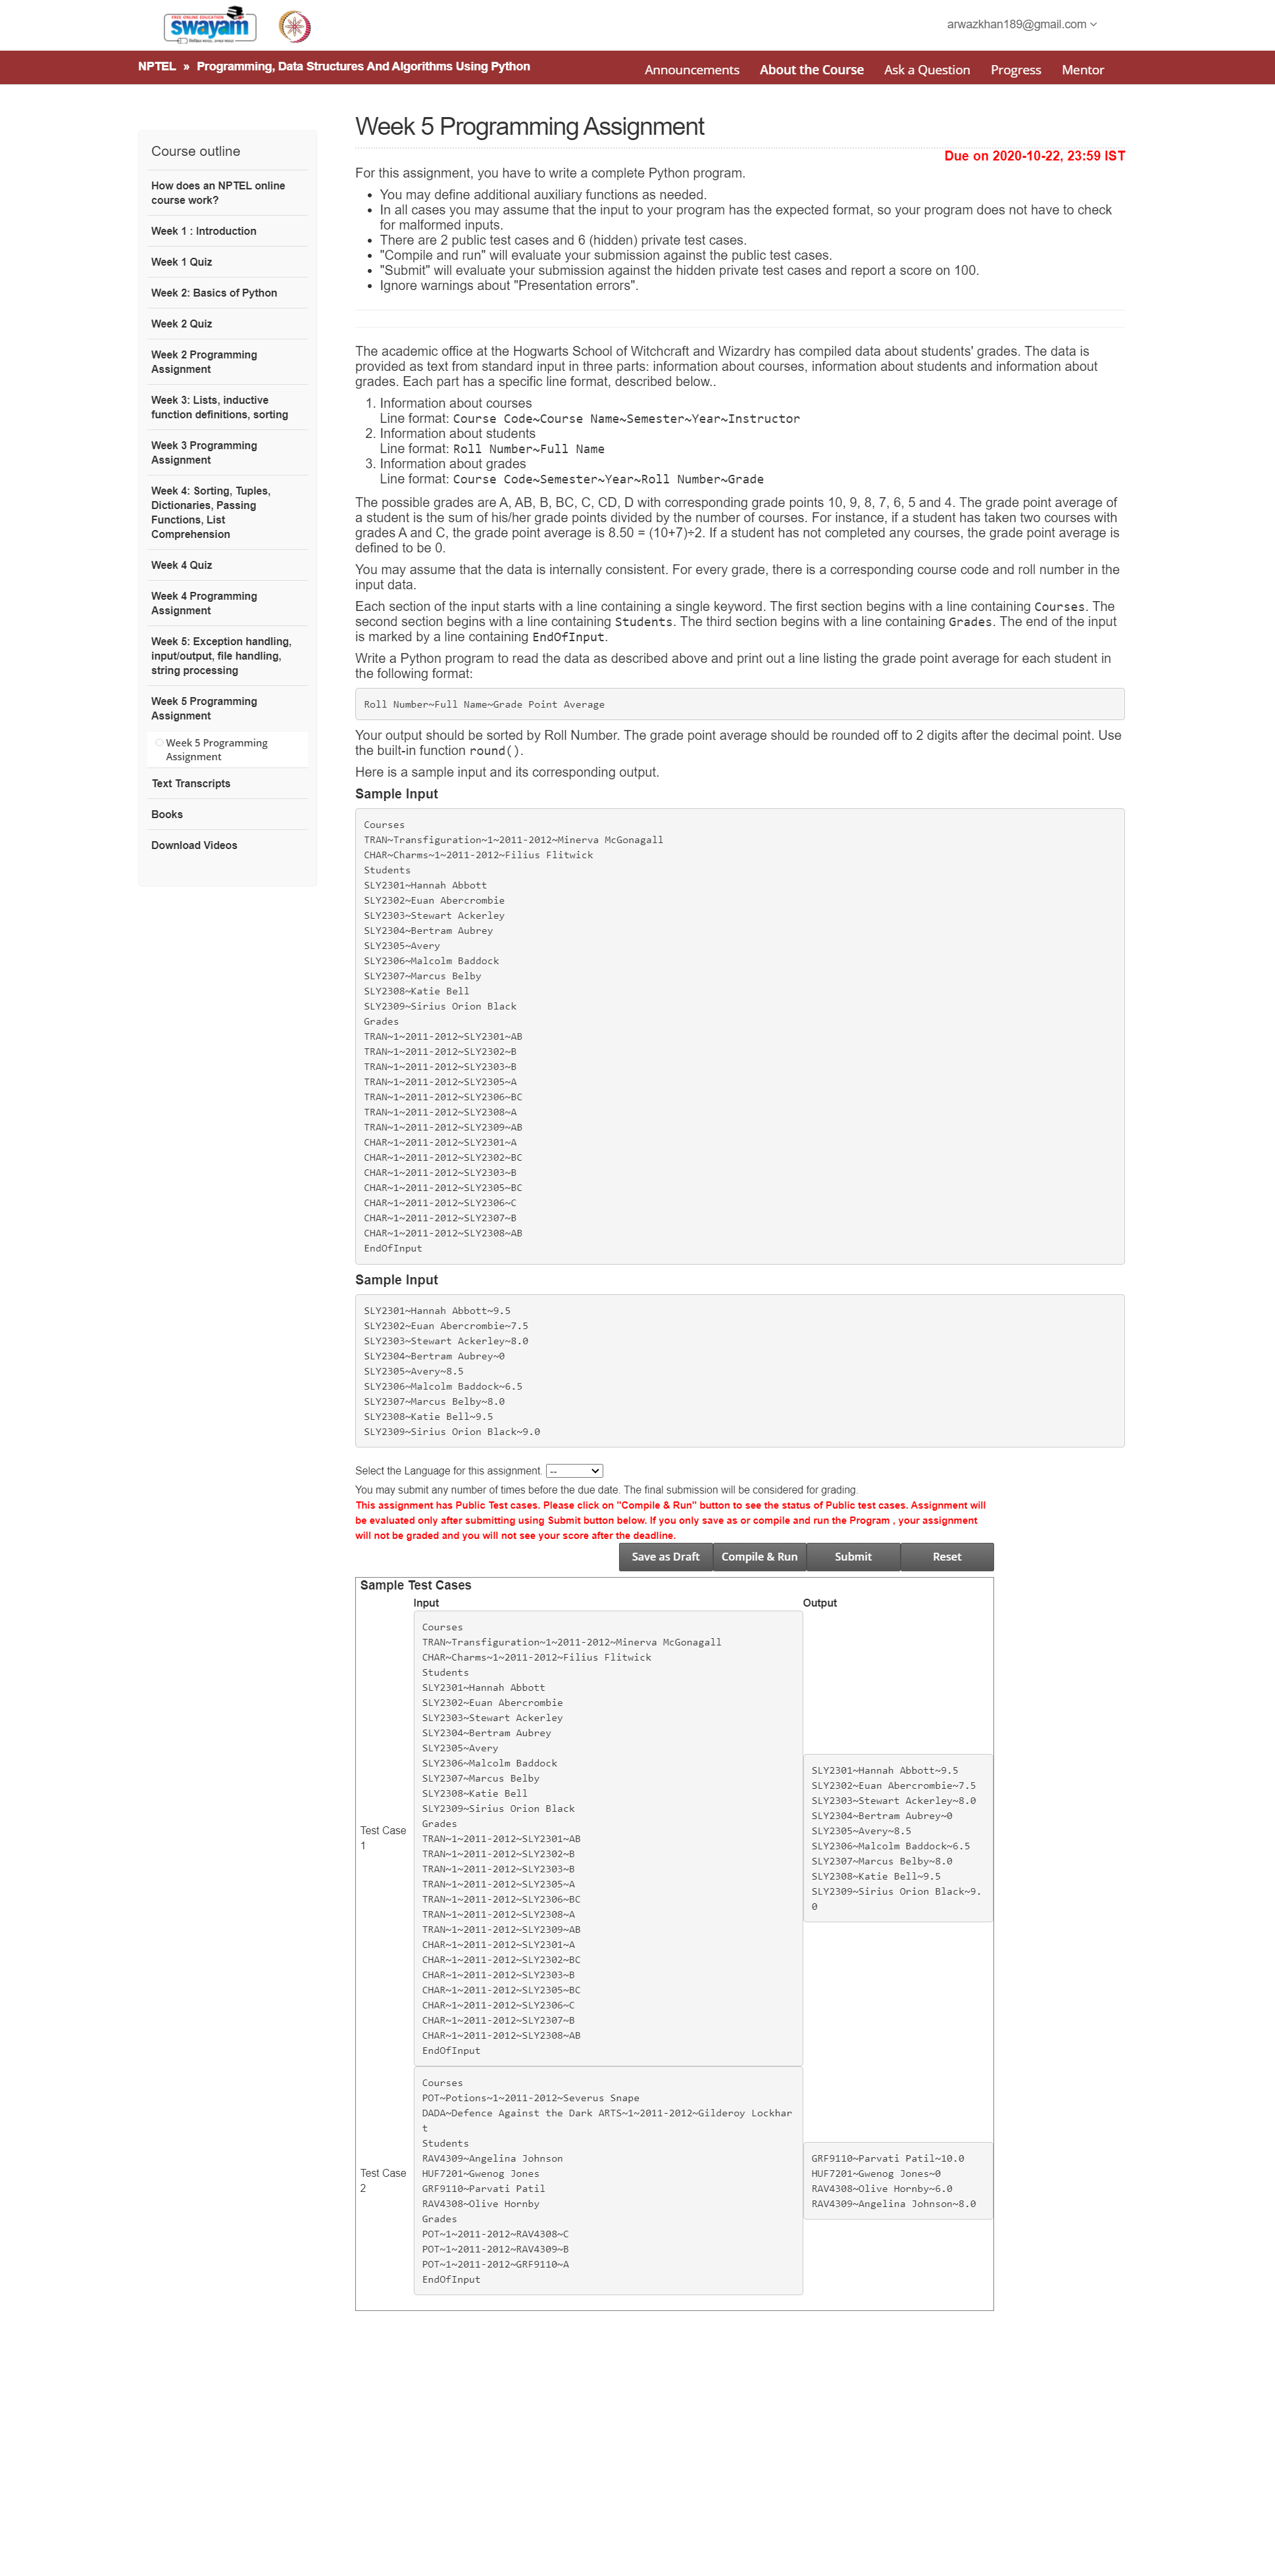 FREE ONLINE EDUCATION
swayam
arwazkhan189@gmail.com
NPTEL » Programming, Data Structures And Algorithms Using Python
Announcements About the Course Ask a Question Progress Mentor
Course outline
How does an NPTEL online
course work?
Week 1 : Introduction
Week 1 Quiz
Week 2: Basics of Python
Week 2 Quiz
Week 2 Programming
Assignment
Week 3: Lists, inductive
function definitions, sorting
Week 3 Programming
Assignment
Week 4: Sorting, Tuples,
Dictionaries, Passing
Functions, List
Comprehension
Week 4 Quiz
Week 4 Programming
Assignment
Week 5: Exception handling,
input/output, file handling,
string processing
Week 5 Programming
Assignment
Week 5 Programming
Assignment
Text Transcripts
Books
Download Videos
Week 5 Programming Assignment
Due on 2020-10-22, 23:59 IST
For this assignment, you have to write a complete Python program.
• You may define additional auxiliary functions as needed.
• In all cases you may assume that the input to your program has the expected format, so your program does not have to check
for malformed inputs.
• There are 2 public test cases and 6 (hidden) private test cases.
• "Compile and run" will evaluate your submission against the public test cases.
• "Submit" will evaluate your submission against the hidden private test cases and report a score on 100.
• Ignore warnings about "Presentation errors".
The academic office at the Hogwarts School of Witchcraft and Wizardry has compiled data about students' grades. The data is
provided as text from standard input in three parts: information about courses, information about students and information about
grades. Each part has a specific line format, described below..
1. Information about courses
Line format: Course Code~Course Name~Semester~Year~Instructor
2. Information about students
Line format: Roll Number~Full Name
3. Information about grades
Line format: Course Code~Semester~Year~Roll Number~Grade
The possible grades are A, AB, B, BC, C, CD, D with corresponding grade points 10, 9, 8, 7, 6, 5 and 4. The grade point average of
a student is the sum of his/her grade points divided by the number of courses. For instance, if a student has taken two courses with
grades A and C, the grade point average is 8.50 = (10+7)÷2. If a student has not completed any courses, the grade point average is
defined to be 0.
You may assume that the data is internally consistent. For every grade, there is a corresponding course code and roll number in the
input data.
Each section of the input starts with a line containing a single keyword. The first section begins with a line containing Courses. The
second section begins with a line containing Students. The third section begins with a line containing Grades. The end of the input
is marked by a line containing EndOfInput.
Write a Python program to read the data as described above and print out a line listing the grade point average for each student in
the following format:
Roll Number~Full Name~Grade Point Average
Your output should be sorted by Roll Number. The grade point average should be rounded off to 2 digits after the decimal point. Use
the built-in function round().
Here is a sample input and its corresponding output.
Sample Input
Courses
TRAN~Transfiguration~1~2011-2012~Minerva McGonagall
CHAR~Charms~1~2011-2012~Filius Flitwick
Students
SLY2301~Hannah Abbott
SLY2302~Euan Abercrombie
SLY2303~Stewart Ackerley
SLY2304~Bertram Aubrey
SLY2305~Avery
SLY2306~Malcolm Baddock
SLY2307~Marcus Belby
SLY2308~Katie Bell
SLY2309~Sirius Orion Black
Grades
TRAN~1~2011-2012~SLY2301~AB
TRAN~1~2011-2012~SLY2302~B
TRAN~1~2011-2012~SLY2303~B
TRAN~1~2011-2012~SLY2305~A
TRAN~1~2011-2012~SLY2306~BC
TRAN~1~2011-2012~SLY2308~A
TRAN~1~2011-2012~SLY2309~AB
CHAR~1~2011-2012~SLY2301~A
CHAR~1~2011-2012~SLY2302~BC
CHAR~1~2011-2012~SLY2303~B
CHAR~1~2011-2012~SLY2305~BC
CHAR~1~2011-2012~SLY2306~C
CHAR~1~2011-2012~SLY2307~B
CHAR~1~2011-2012~SLY2308~AB
EndOfInput
Sample Input
SLY2301~Hannah Abbott~9.5
SLY2302~Euan Abercrombie~7.5
SLY2303~Stewart Ackerley~8.0
SLY2304~Bertram Aubrey~0
SLY2305~Avery~8.5
SLY2306~Malcolm Baddock~6.5
SLY2307~Marcus Belby~8.0
SLY2308~Katie Bell~9.5
SLY2309~Sirius Orion Black~9.0
Select the Language for this assignment. --
You may submit any number of times before the due date. The final submission will be considered for grading.
This assignment has Public Test cases. Please click on "Compile & Run" button to see the status of Public test cases. Assignment will
be evaluated only after submitting using Submit button below. If you only save as or compile and run the Program , your assignment
will not be graded and you will not see your score after the deadline.
Save as Draft Compile & Run Submit Reset
Sample Test Cases
Input Output
Test Case
1
Courses
TRAN~Transfiguration~1~2011-2012~Minerva McGonagall
CHAR~Charms~1~2011-2012~Filius Flitwick
Students
SLY2301~Hannah Abbott
SLY2302~Euan Abercrombie
SLY2303~Stewart Ackerley
SLY2304~Bertram Aubrey
SLY2305~Avery
SLY2306~Malcolm Baddock
SLY2307~Marcus Belby
SLY2308~Katie Bell
SLY2309~Sirius Orion Black
Grades
TRAN~1~2011-2012~SLY2301~AB
TRAN~1~2011-2012~SLY2302~B
TRAN~1~2011-2012~SLY2303~B
TRAN~1~2011-2012~SLY2305~A
TRAN~1~2011-2012~SLY2306~BC
TRAN~1~2011-2012~SLY2308~A
TRAN~1~2011-2012~SLY2309~AB
CHAR~1~2011-2012~SLY2301~A
CHAR~1~2011-2012~SLY2302~BC
CHAR~1~2011-2012~SLY2303~B
CHAR~1~2011-2012~SLY2305~BC
CHAR~1~2011-2012~SLY2306~C
CHAR~1~2011-2012~SLY2307~B
CHAR~1~2011-2012~SLY2308~AB
EndOfInput
SLY2301~Hannah Abbott~9.5
SLY2302~Euan Abercrombie~7.5
SLY2303~Stewart Ackerley~8.0
SLY2304~Bertram Aubrey~0
SLY2305~Avery~8.5
SLY2306~Malcolm Baddock~6.5
SLY2307~Marcus Belby~8.0
SLY2308~Katie Bell~9.5
SLY2309~Sirius Orion Black~9.
0
Test Case
2
Courses
POT~Potions~1~2011-2012~Severus Snape
DADA~Defence Against the Dark ARTS~1~2011-2012~Gilderoy Lockhar
t
Students
RAV4309~Angelina Johnson
HUF7201~Gwenog Jones
GRF9110~Parvati Patil
RAV4308~Olive Hornby
Grades
POT~1~2011-2012~RAV4308~C
POT~1~2011-2012~RAV4309~B
POT~1~2011-2012~GRF9110~A
EndOfInput
GRF9110~Parvati Patil~10.0
HUF7201~Gwenog Jones~0
RAV4308~Olive Hornby~6.0
RAV4309~Angelina Johnson~8.0